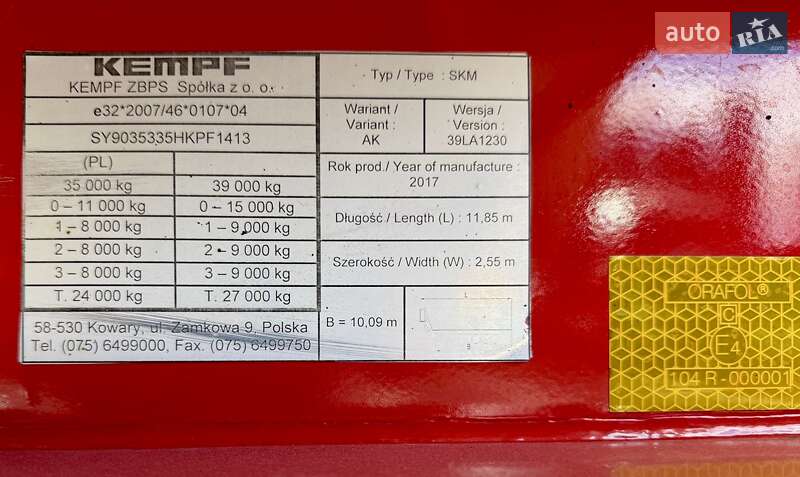 KEMPF
KEMPF ZBPS Spółka z o. o.
e32*2007/46*0107*04
SY9035335HKPF1413
(PL)
35 000 kg 39 000 kg
0 – 11 000 kg 0 – 15 000 kg
1 – 8 000 kg 1 – 9 000 kg
2 – 8 000 kg 2 – 9 000 kg
3 – 8 000 kg 3 – 9 000 kg
T. 24 000 kg T. 27 000 kg
58-530 Kowary, ul. Zamkowa 9, Polska
Tel. (075) 6499000, Fax. (075) 6499750
Typ / Type : SKM
Wariant /
Variant :
AK
Wersja /
Version :
39LA1230
Rok prod./ Year of manufacture :
2017
Długość / Length (L) : 11,85 m
Szerokość / Width (W) : 2,55 m
B = 10,09 m
L
B
ORAFOL®
C
E4
104 R - 000001
auto RIA
.com